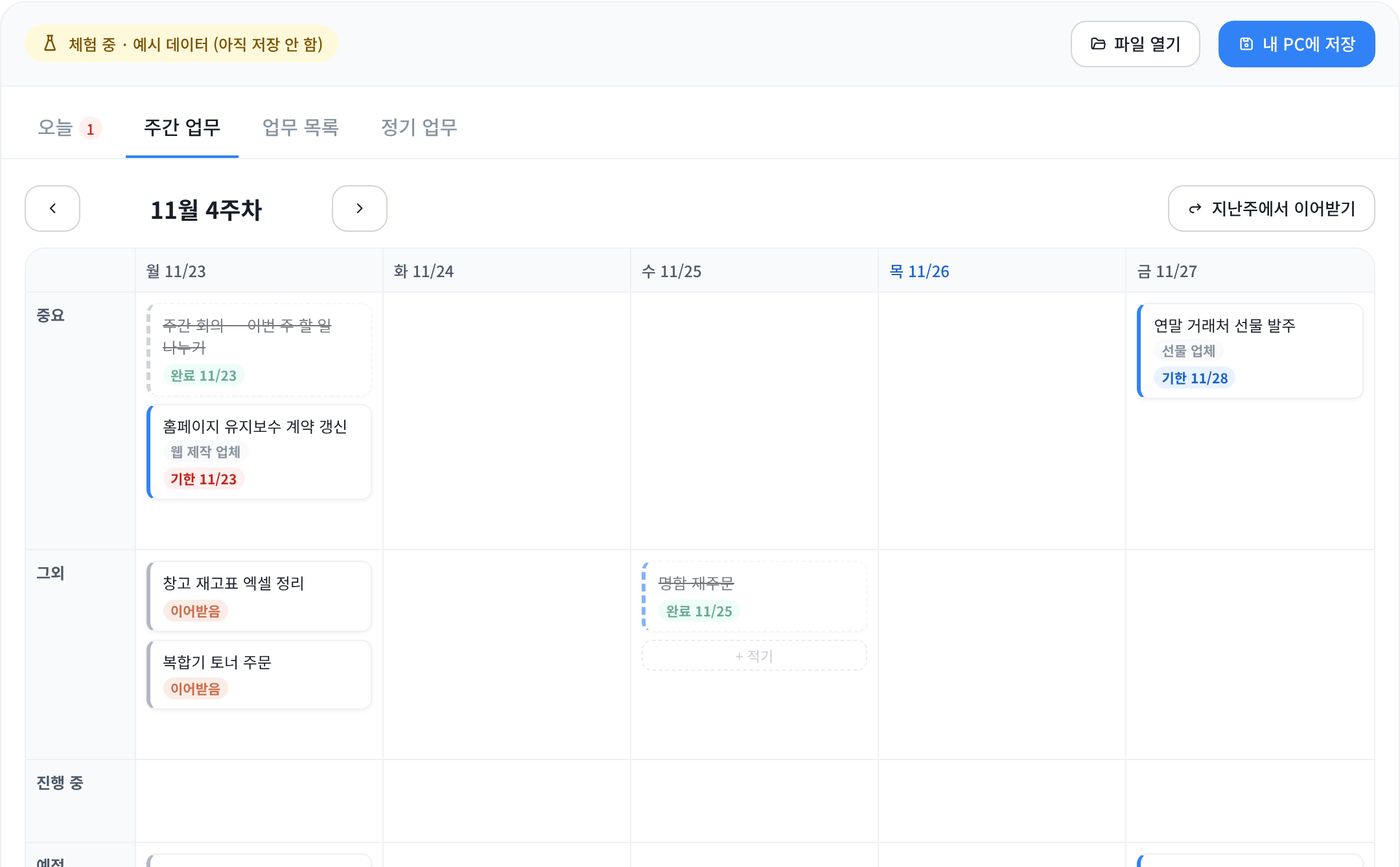 체험 중 · 예시 데이터 (아직 저장 안 함)
파일 열기
내 PC에 저장
오늘 1
주간 업무
업무 목록
정기 업무
11월 4주차
지난주에서 이어받기
월 11/23
화 11/24
수 11/25
목 11/26
금 11/27
중요
주간 회의 — 이번 주 할 일
나누기
완료 11/23
홈페이지 유지보수 계약 갱신
웹 제작 업체
기한 11/23
연말 거래처 선물 발주
선물 업체
기한 11/28
그외
창고 재고표 엑셀 정리
이어받음
복합기 토너 주문
이어받음
명함 재주문
완료 11/25
+ 적기
진행 중
예정